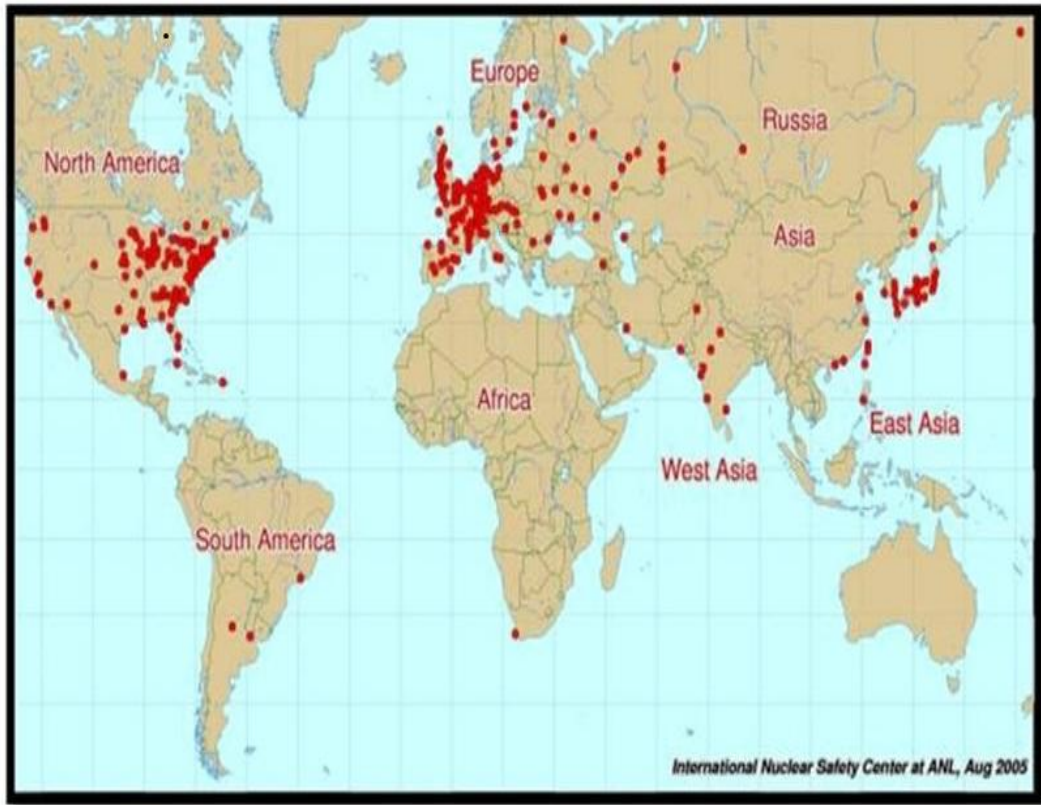 Europe
Russia
North America
Asia
Africa
East Asia
West Asia
South America
International Nuclear Safety Center at ANL, Aug 2005